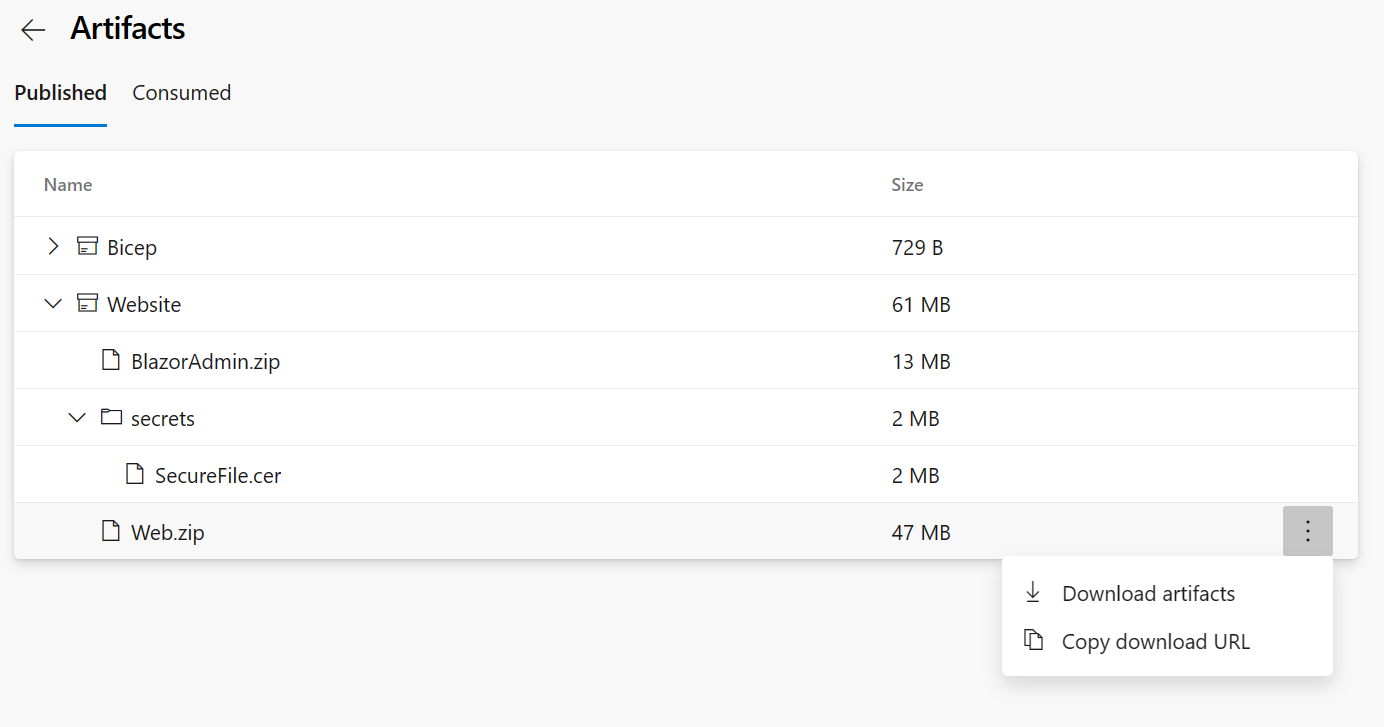 Artifacts
Published Consumed
Name Size
Bicep 729 B
Website 61 MB
BlazorAdmin.zip 13 MB
secrets 2 MB
SecureFile.cer 2 MB
Web.zip 47 MB
Download artifacts
Copy download URL